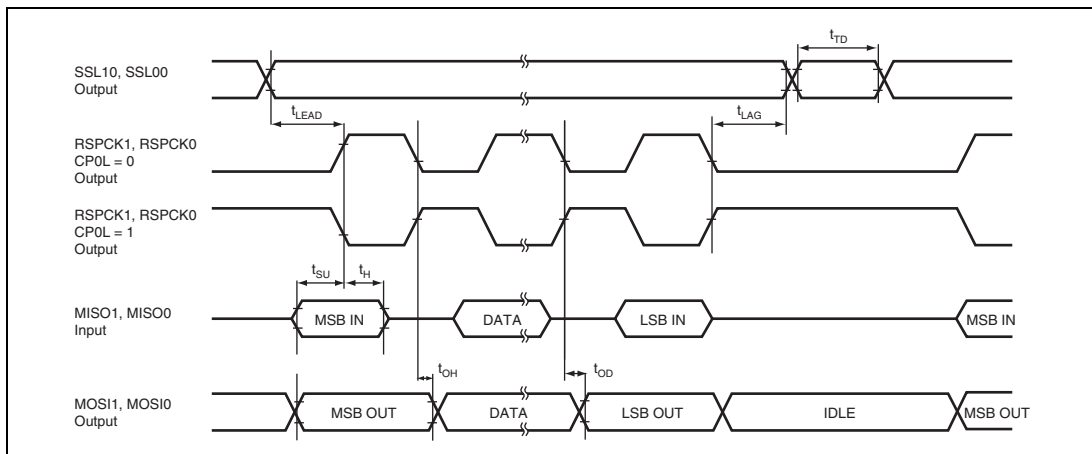 t_TD
SSL10, SSL00
Output
t_LEAD
t_LAG
RSPCK1, RSPCK0
CP0L = 0
Output
RSPCK1, RSPCK0
CP0L = 1
Output
t_SU
t_H
MISO1, MISO0
Input
MSB IN
DATA
LSB IN
MSB IN
t_OH
t_OD
MOSI1, MOSI0
Output
MSB OUT
DATA
LSB OUT
IDLE
MSB OUT